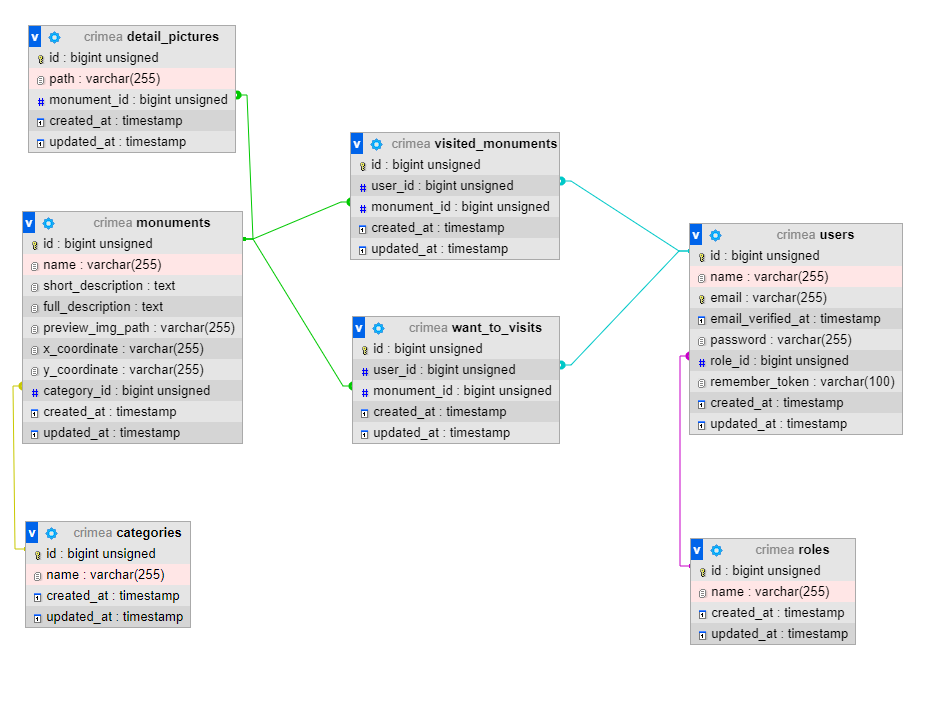 v crimea detail_pictures
id : bigint unsigned
path : varchar(255)
# monument_id : bigint unsigned
created_at : timestamp
updated_at : timestamp
v crimea monuments
id : bigint unsigned
name : varchar(255)
short_description : text
full_description : text
preview_img_path : varchar(255)
x_coordinate : varchar(255)
y_coordinate : varchar(255)
# category_id : bigint unsigned
created_at : timestamp
updated_at : timestamp
v crimea categories
id : bigint unsigned
name : varchar(255)
created_at : timestamp
updated_at : timestamp
v crimea visited_monuments
id : bigint unsigned
# user_id : bigint unsigned
# monument_id : bigint unsigned
created_at : timestamp
updated_at : timestamp
v crimea want_to_visits
id : bigint unsigned
# user_id : bigint unsigned
# monument_id : bigint unsigned
created_at : timestamp
updated_at : timestamp
v crimea users
id : bigint unsigned
name : varchar(255)
email : varchar(255)
email_verified_at : timestamp
password : varchar(255)
# role_id : bigint unsigned
remember_token : varchar(100)
created_at : timestamp
updated_at : timestamp
v crimea roles
id : bigint unsigned
name : varchar(255)
created_at : timestamp
updated_at : timestamp